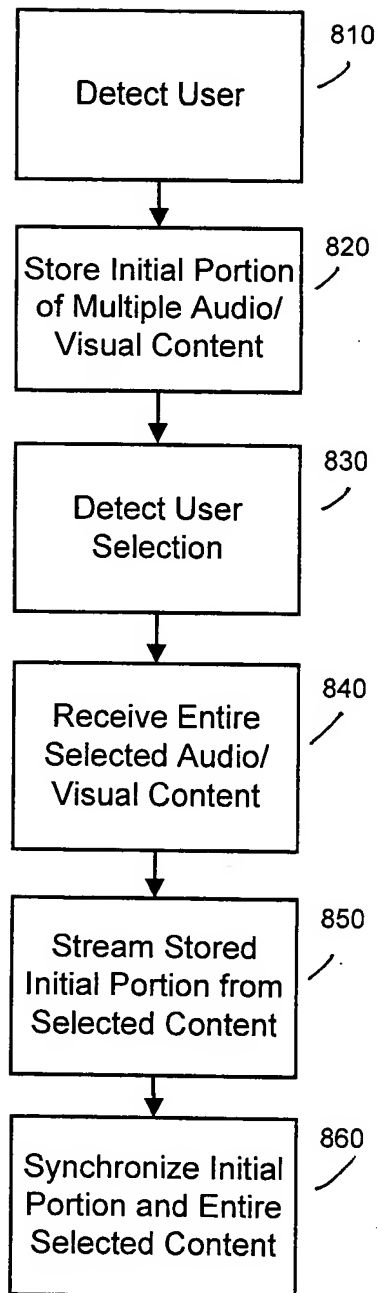 810
Detect User
820
Store Initial Portion
of Multiple Audio/
Visual Content
830
Detect User
Selection
840
Receive Entire
Selected Audio/
Visual Content
850
Stream Stored
Initial Portion from
Selected Content
860
Synchronize Initial
Portion and Entire
Selected Content